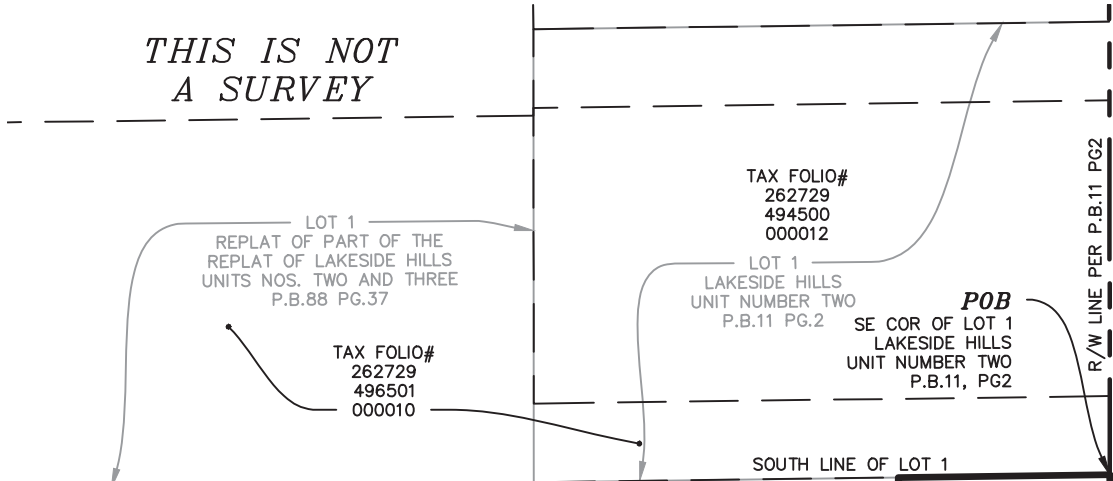 THIS IS NOT
A SURVEY
LOT 1
REPLAT OF PART OF THE
REPLAT OF LAKESIDE HILLS
UNITS NOS. TWO AND THREE
P.B.88 PG.37
TAX FOLIO#
262729
496501
000010
TAX FOLIO#
262729
494500
000012
LOT 1
LAKESIDE HILLS
UNIT NUMBER TWO
P.B.11 PG.2
POB
SE COR OF LOT 1
LAKESIDE HILLS
UNIT NUMBER TWO
P.B.11, PG2
R/W LINE PER P.B.11 PG2
SOUTH LINE OF LOT 1